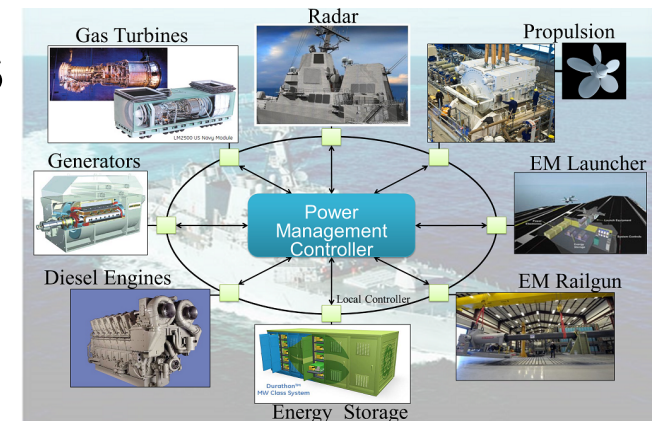 Radar
Gas Turbines
Propulsion
LM2500 US Navy Module
Generators
EM Launcher
Power
Management
Controller
Diesel Engines
EM Railgun
Local Controller
Durathon™
MW Class System
Energy Storage